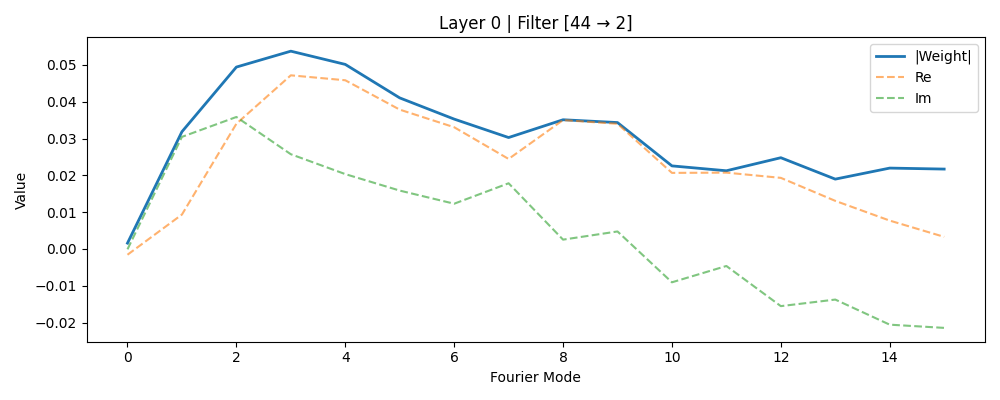 Layer 0 | Filter [44 → 2]
|Weight|
Re
Im
Value
0.05
0.04
0.03
0.02
0.01
0.00
−0.01
−0.02
0 2 4 6 8 10 12 14
Fourier Mode